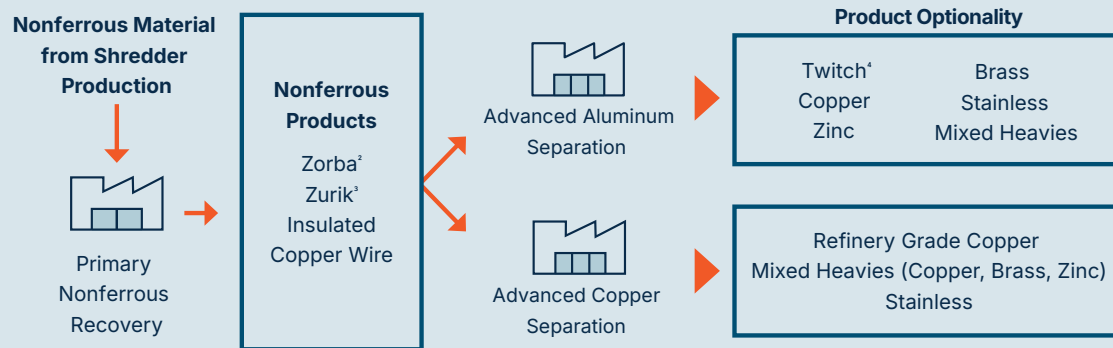 Nonferrous Material
from Shredder
Production
Primary
Nonferrous
Recovery
Nonferrous
Products
Zorba²
Zurik³
Insulated
Copper Wire
Advanced Aluminum
Separation
Advanced Copper
Separation
Product Optionality
Twitch⁴
Copper
Zinc
Brass
Stainless
Mixed Heavies
Refinery Grade Copper
Mixed Heavies (Copper, Brass, Zinc)
Stainless